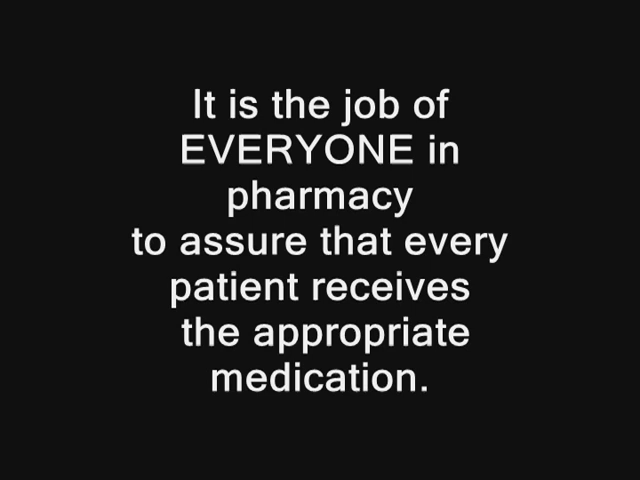 It is the job of
EVERYONE in
pharmacy
to assure that every
patient receives
the appropriate
medication.